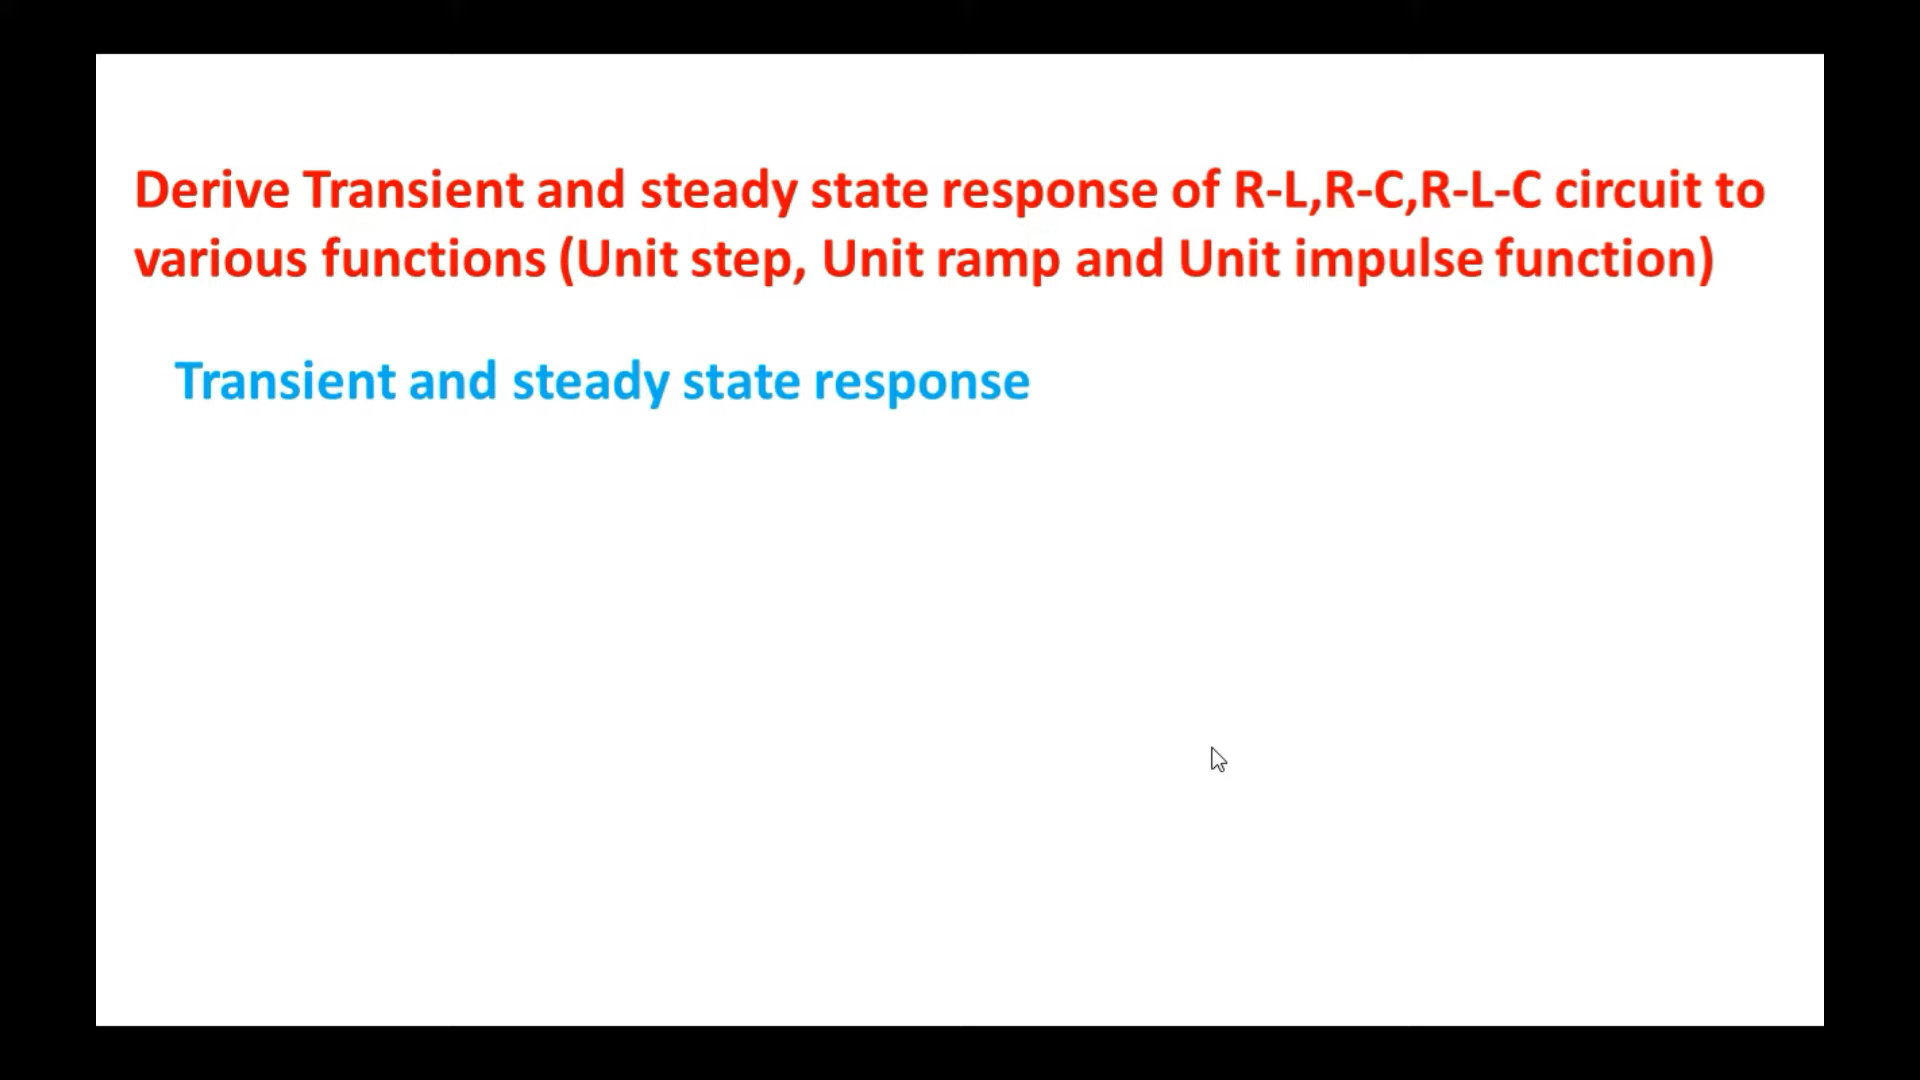 Derive Transient and steady state response of R-L,R-C,R-L-C circuit to
various functions (Unit step, Unit ramp and Unit impulse function)
Transient and steady state response